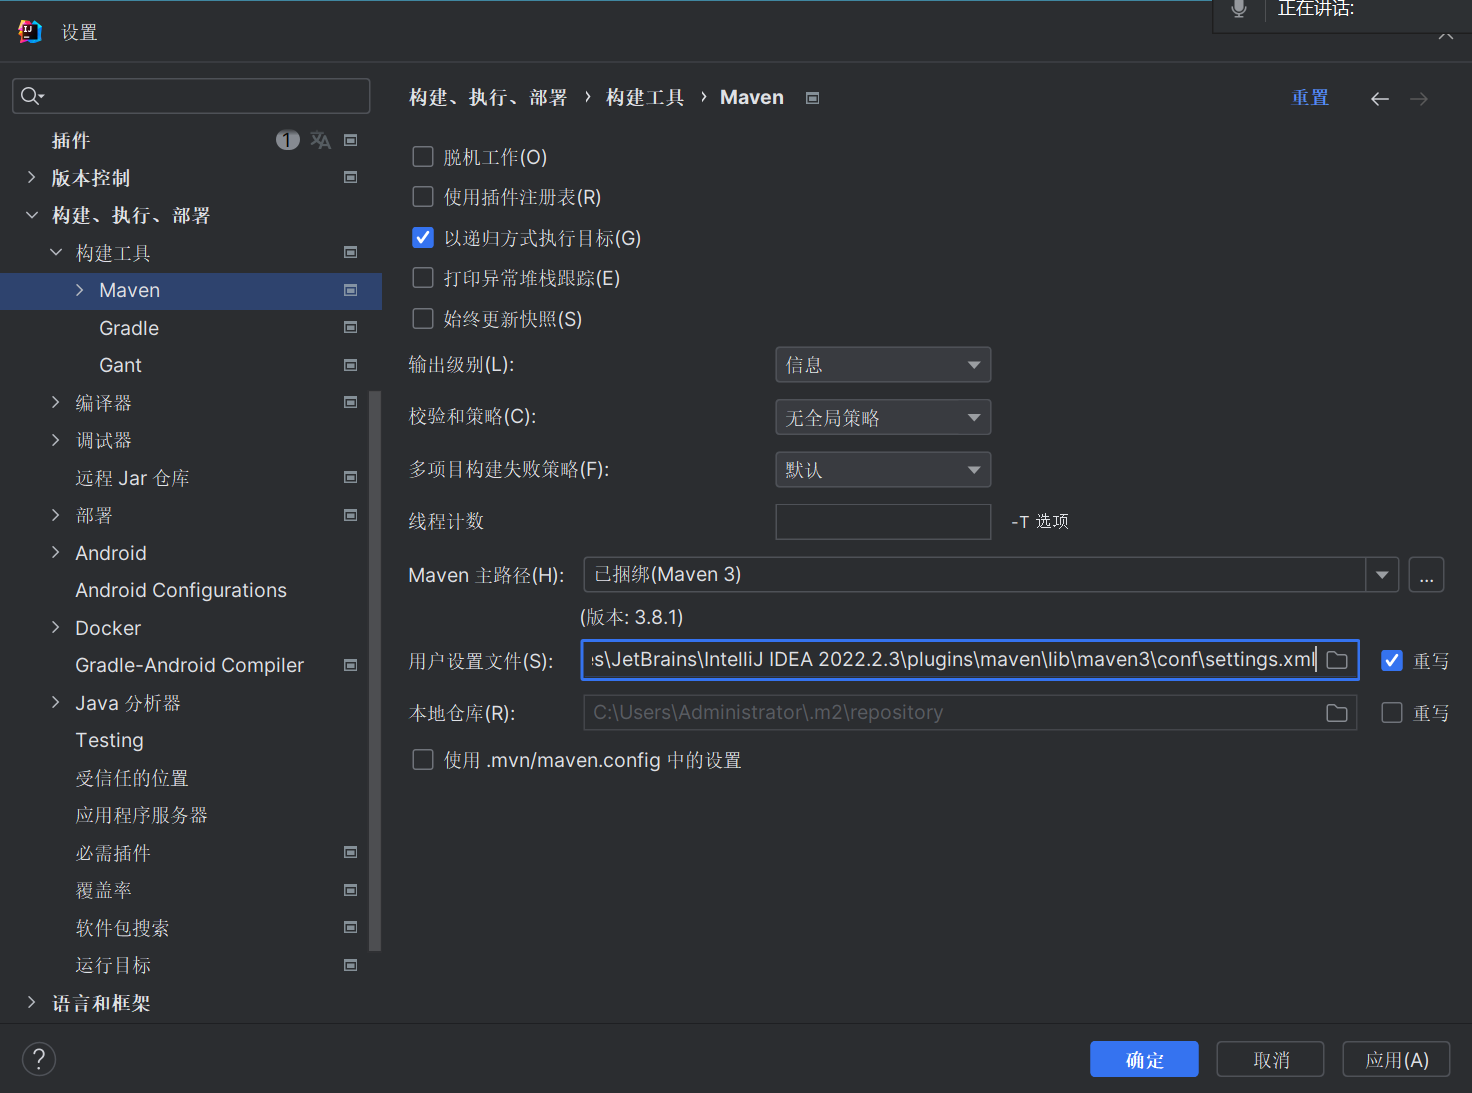 设置
正在讲话:
插件
1
版本控制
构建、执行、部署
构建工具
Maven
Gradle
Gant
编译器
调试器
远程 Jar 仓库
部署
Android
Android Configurations
Docker
Gradle-Android Compiler
Java 分析器
Testing
受信任的位置
应用程序服务器
必需插件
覆盖率
软件包搜索
运行目标
语言和框架
构建、执行、部署 › 构建工具 › Maven
重置
脱机工作(O)
使用插件注册表(R)
以递归方式执行目标(G)
打印异常堆栈跟踪(E)
始终更新快照(S)
输出级别(L): 信息
校验和策略(C): 无全局策略
多项目构建失败策略(F): 默认
线程计数 -T 选项
Maven 主路径(H): 已捆绑(Maven 3) ...
(版本: 3.8.1)
用户设置文件(S): s\JetBrains\IntelliJ IDEA 2022.2.3\plugins\maven\lib\maven3\conf\settings.xml 重写
本地仓库(R): C:\Users\Administrator\.m2\repository 重写
使用 .mvn/maven.config 中的设置
?
确定 取消 应用(A)